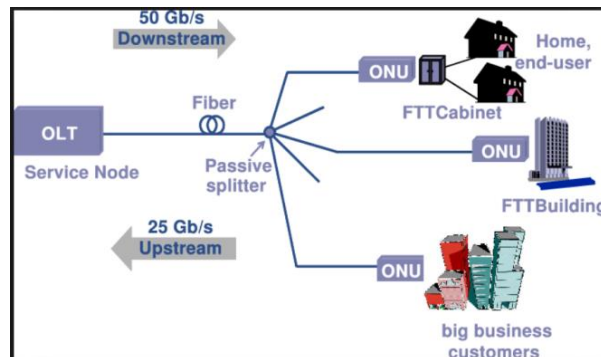 50 Gb/s
Downstream
Home,
end-user
ONU
FTTCabinet
Fiber
OLT
Service Node
Passive
splitter
ONU
FTTBuilding
25 Gb/s
Upstream
ONU
big business
customers